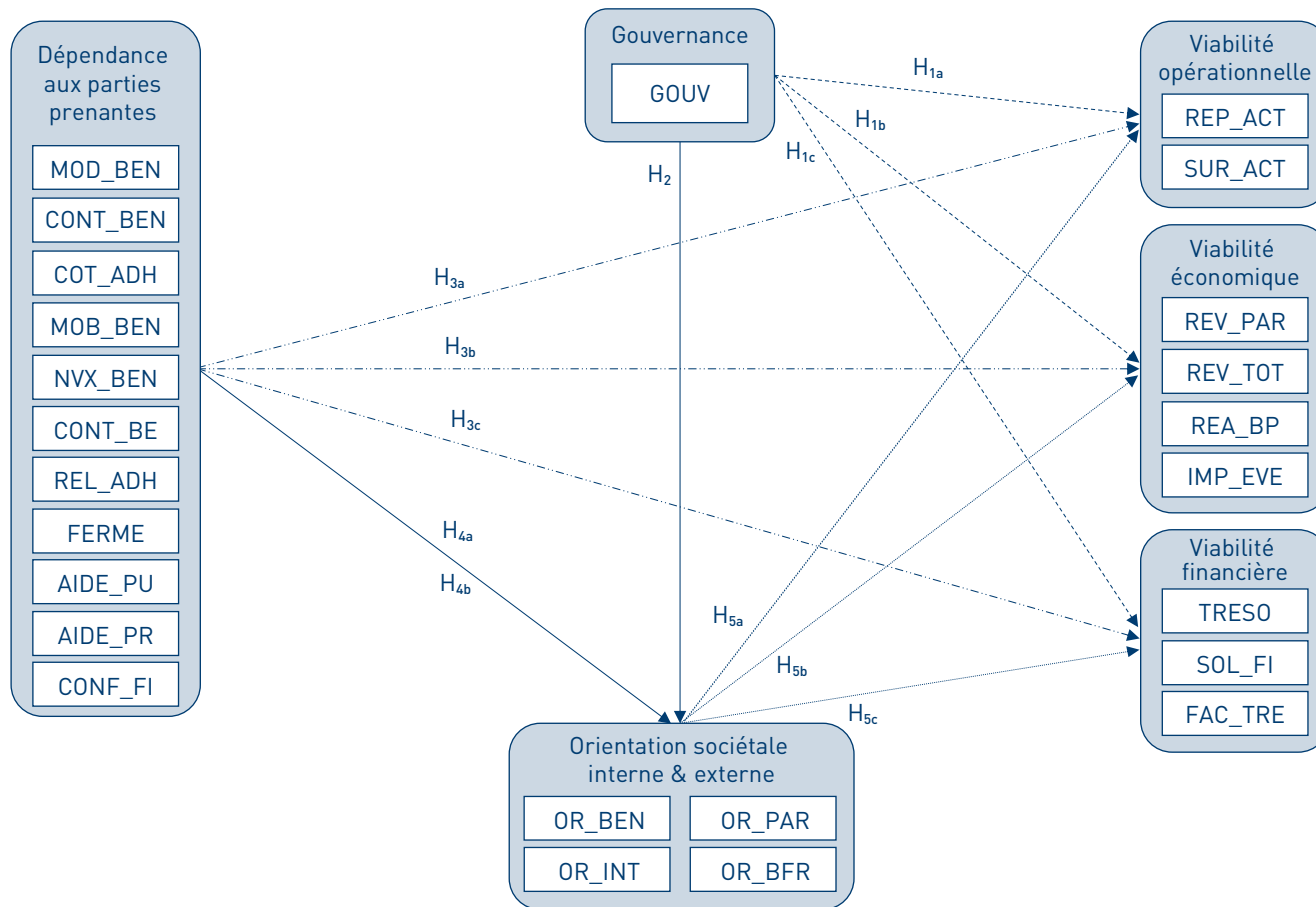 Dépendance
aux parties
prenantes
MOD_BEN
CONT_BEN
COT_ADH
MOB_BEN
NVX_BEN
CONT_BE
REL_ADH
FERME
AIDE_PU
AIDE_PR
CONF_FI
Gouvernance
GOUV
H1a
H1b
H1c
H2
H3a
H3b
H3c
H4a
H4b
H5a
H5b
H5c
Viabilité
opérationnelle
REP_ACT
SUR_ACT
Viabilité
économique
REV_PAR
REV_TOT
REA_BP
IMP_EVE
Viabilité
financière
TRESO
SOL_FI
FAC_TRE
Orientation sociétale
interne & externe
OR_BEN
OR_PAR
OR_INT
OR_BFR